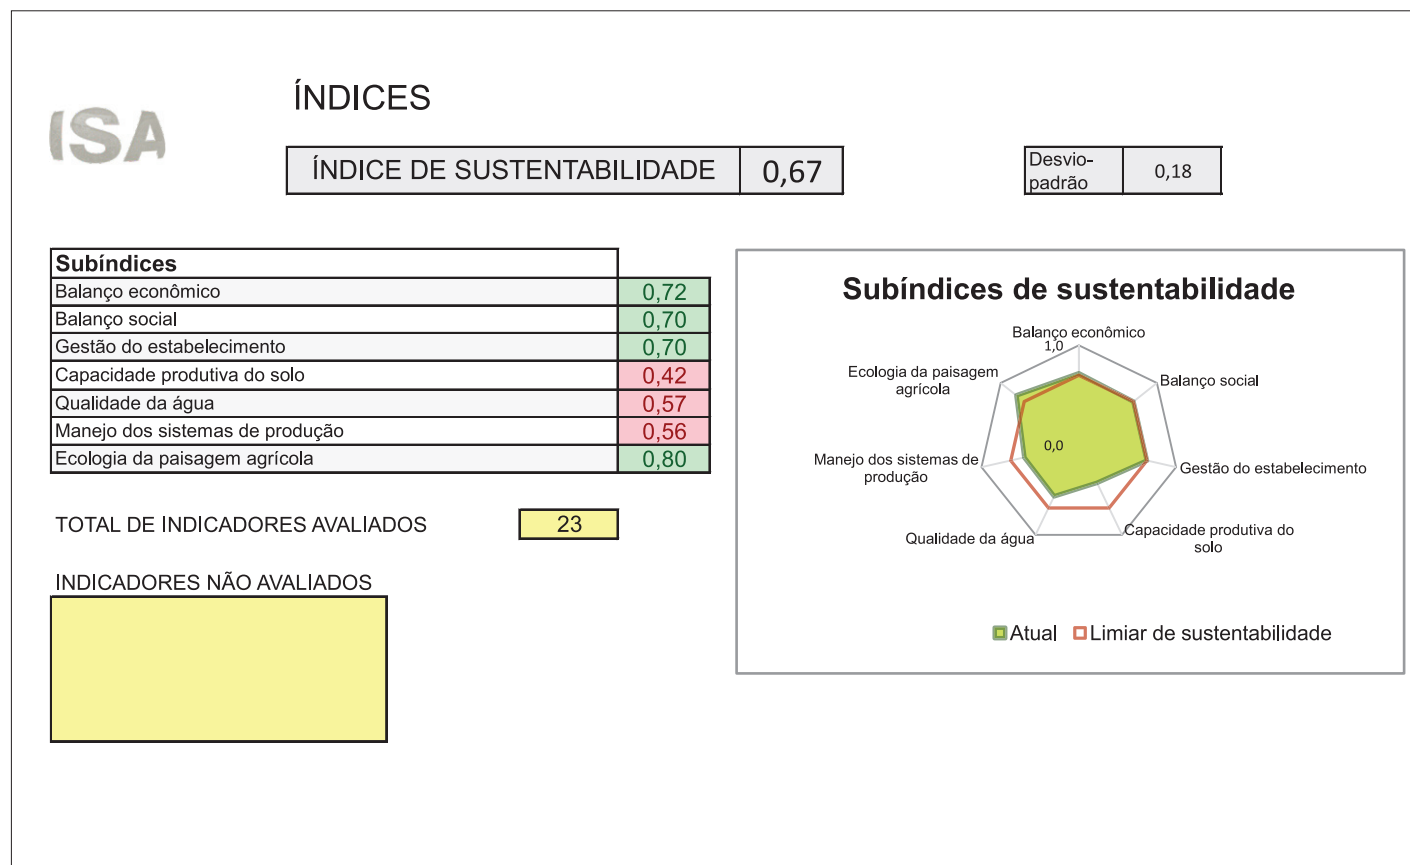 ISA
ÍNDICES
ÍNDICE DE SUSTENTABILIDADE 0,67
Desvio-
padrão 0,18
Subíndices
Balanço econômico 0,72
Balanço social 0,70
Gestão do estabelecimento 0,70
Capacidade produtiva do solo 0,42
Qualidade da água 0,57
Manejo dos sistemas de produção 0,56
Ecologia da paisagem agrícola 0,80
TOTAL DE INDICADORES AVALIADOS 23
INDICADORES NÃO AVALIADOS
Subíndices de sustentabilidade
Balanço econômico
1,0
Ecologia da paisagem
agrícola
Balanço social
0,0
Manejo dos sistemas de
produção
Gestão do estabelecimento
Qualidade da água
Capacidade produtiva do
solo
Atual Limiar de sustentabilidade